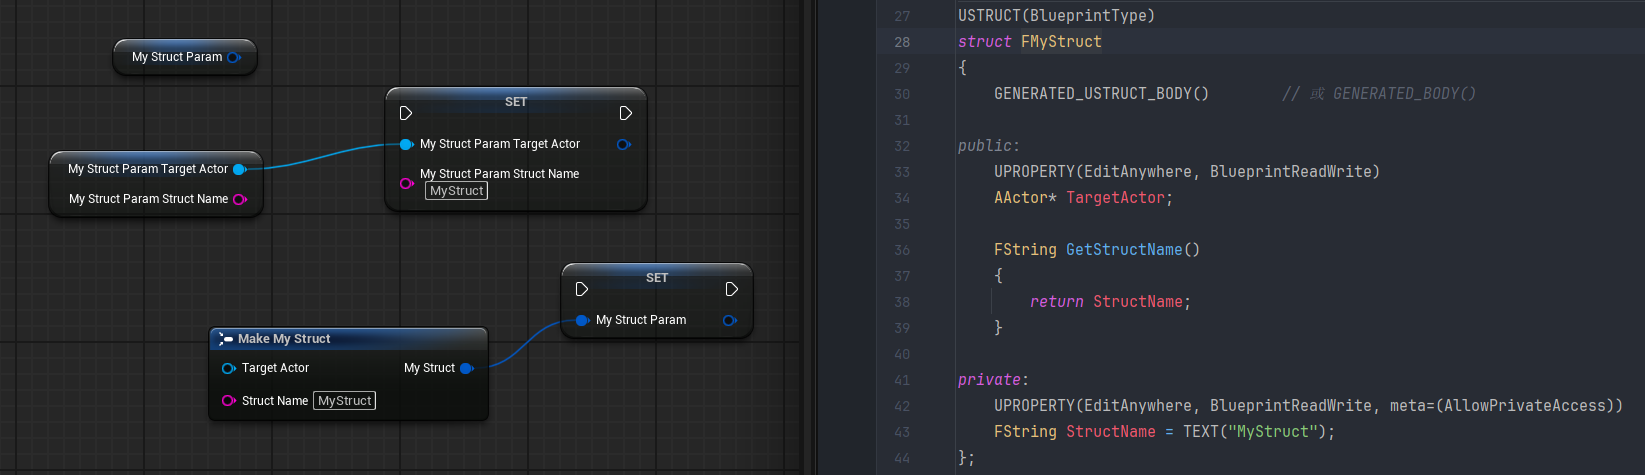 My Struct Param
SET
My Struct Param Target Actor
My Struct Param Struct Name
MyStruct
My Struct Param Target Actor
My Struct Param Struct Name
SET
My Struct Param
Make My Struct
Target Actor My Struct
Struct Name MyStruct
27 USTRUCT(BlueprintType)
28 struct FMyStruct
29 {
30 GENERATED_USTRUCT_BODY() // 或 GENERATED_BODY()
31
32 public:
33 UPROPERTY(EditAnywhere, BlueprintReadWrite)
34 AActor* TargetActor;
35
36 FString GetStructName()
37 {
38 return StructName;
39 }
40
41 private:
42 UPROPERTY(EditAnywhere, BlueprintReadWrite, meta=(AllowPrivateAccess))
43 FString StructName = TEXT("MyStruct");
44 };